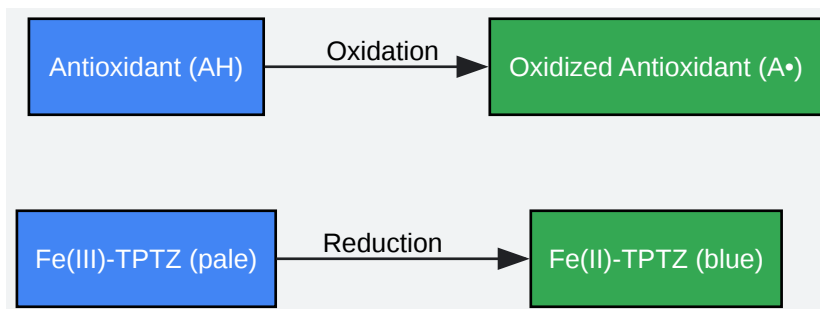 Antioxidant (AH)
Oxidation
Oxidized Antioxidant (A•)
Fe(III)-TPTZ (pale)
Reduction
Fe(II)-TPTZ (blue)